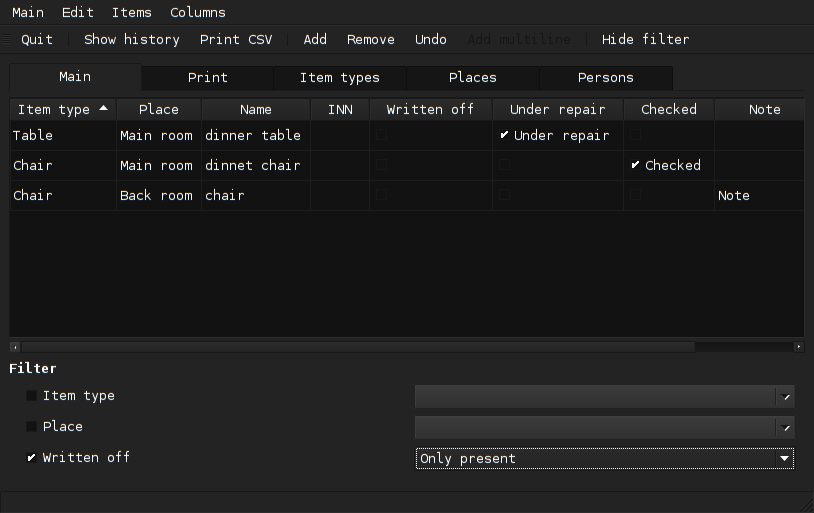 Main Edit Items Columns
Quit Show history Print CSV Add Remove Undo Add multiline Hide filter
Main Print Item types Places Persons
Item type Place Name INN Written off Under repair Checked Note
Table Main room dinner table Under repair
Chair Main room dinnet chair Checked
Chair Back room chair Note
Filter
Item type
Place
Written off Only present